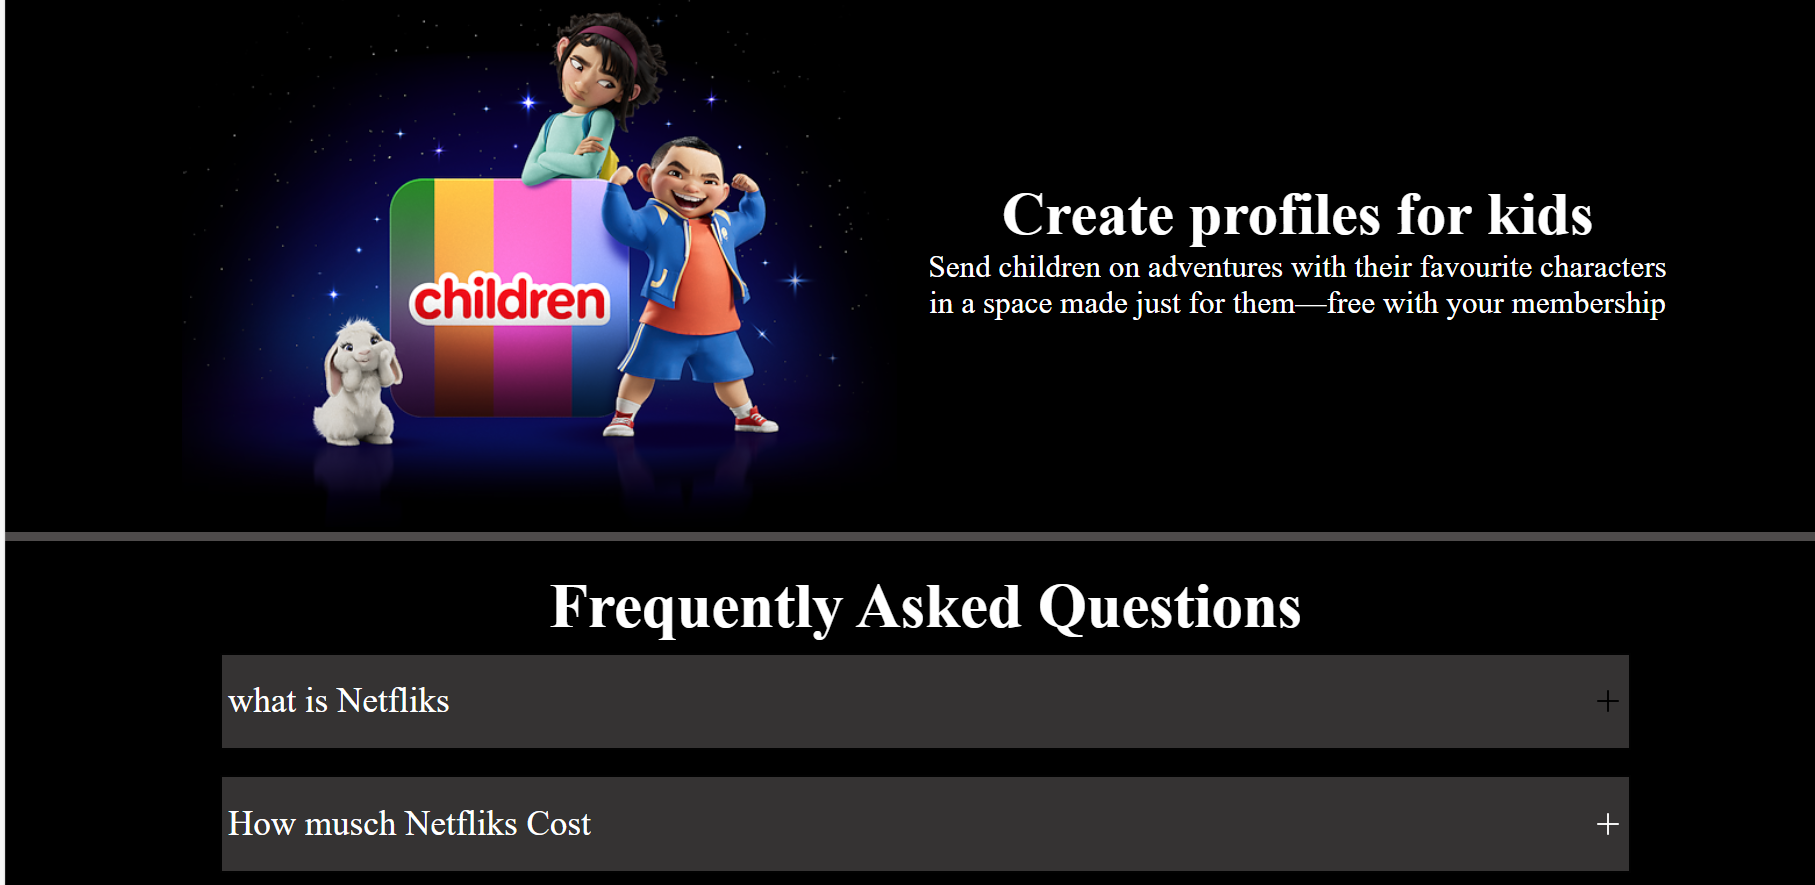 children
Create profiles for kids
Send children on adventures with their favourite characters
in a space made just for them—free with your membership
Frequently Asked Questions
what is Netfliks
How musch Netfliks Cost